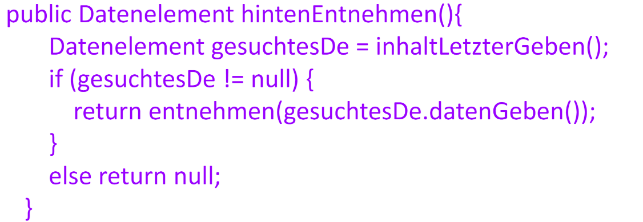 public Datenelement hintenEntnehmen(){
Datenelement gesuchtesDe = inhaltLetzterGeben();
if (gesuchtesDe != null) {
return entnehmen(gesuchtesDe.datenGeben());
}
else return null;
}